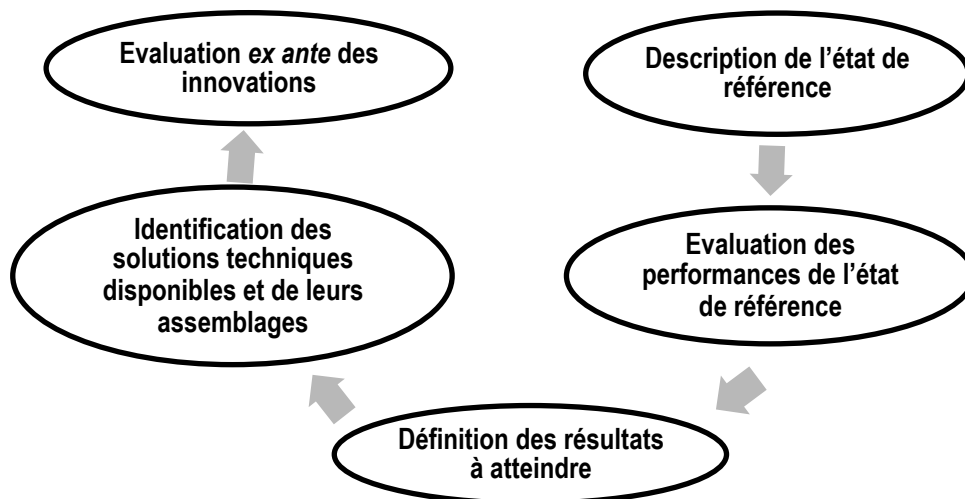 Evaluation ex ante des
innovations
Description de l'état de
référence
Identification des
solutions techniques
disponibles et de leurs
assemblages
Evaluation des
performances de l'état
de référence
Définition des résultats
à atteindre